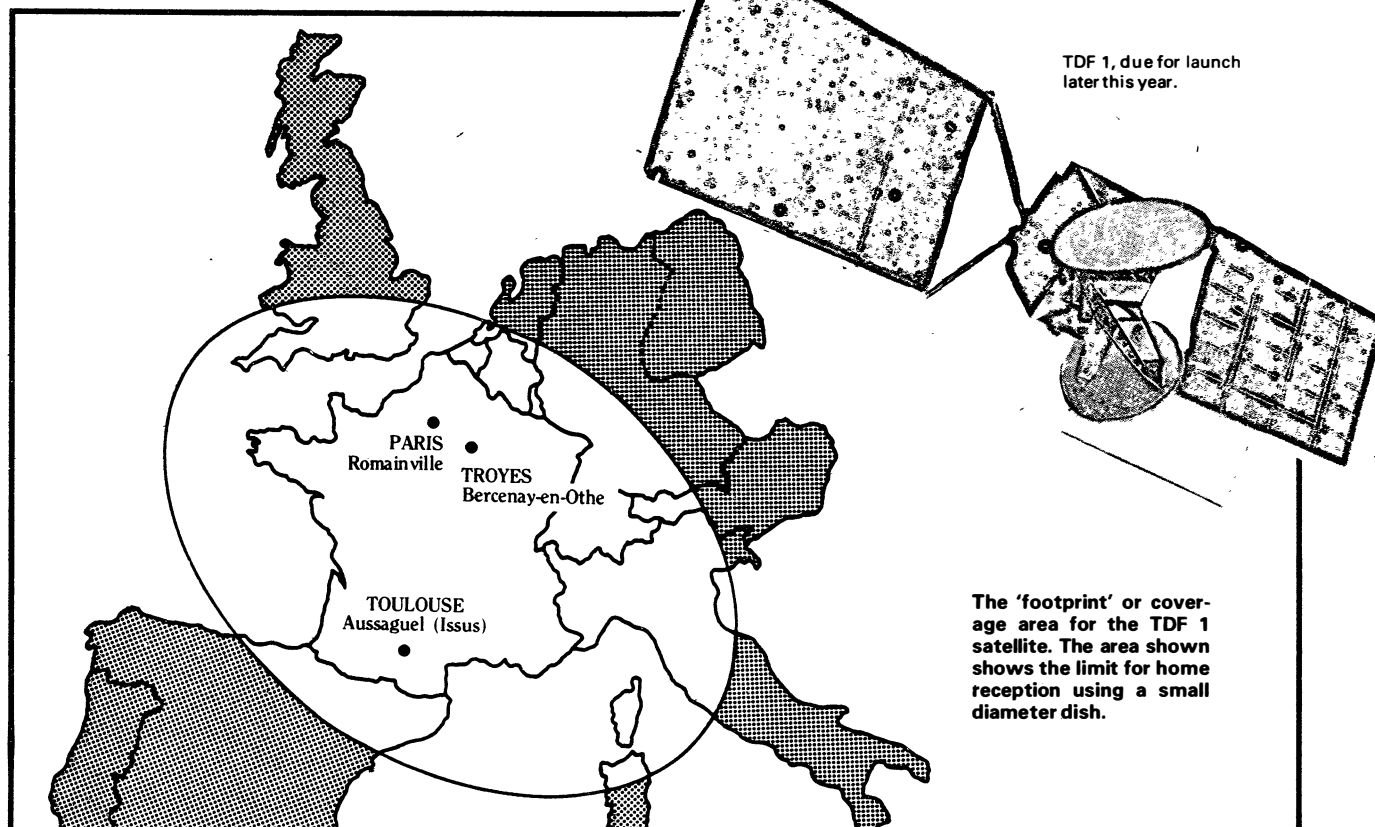 TDF 1, due for launch
later this year.
PARIS
Romainville
TROYES
Bercenay-en-Othe
TOULOUSE
Aussaguel (Issus)
The ‘footprint’ or cover-
age area for the TDF 1
satellite. The area shown
shows the limit for home
reception using a small
diameter dish.